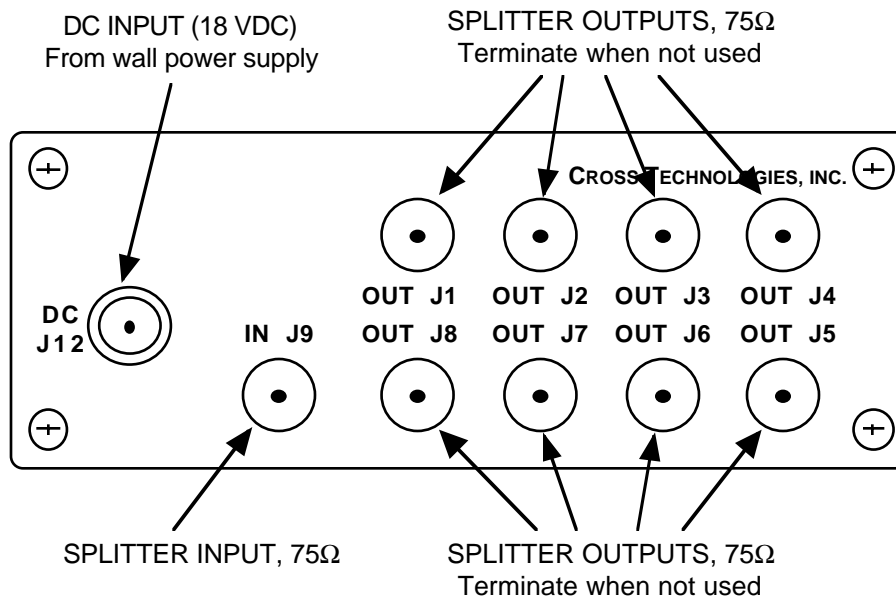 DC INPUT (18 VDC)
From wall power supply
SPLITTER OUTPUTS, 75Ω
Terminate when not used
CROSS TECHNOLOGIES, INC.
OUT J1 OUT J2 OUT J3 OUT J4
DC
J12
IN J9 OUT J8 OUT J7 OUT J6 OUT J5
SPLITTER INPUT, 75Ω
SPLITTER OUTPUTS, 75Ω
Terminate when not used